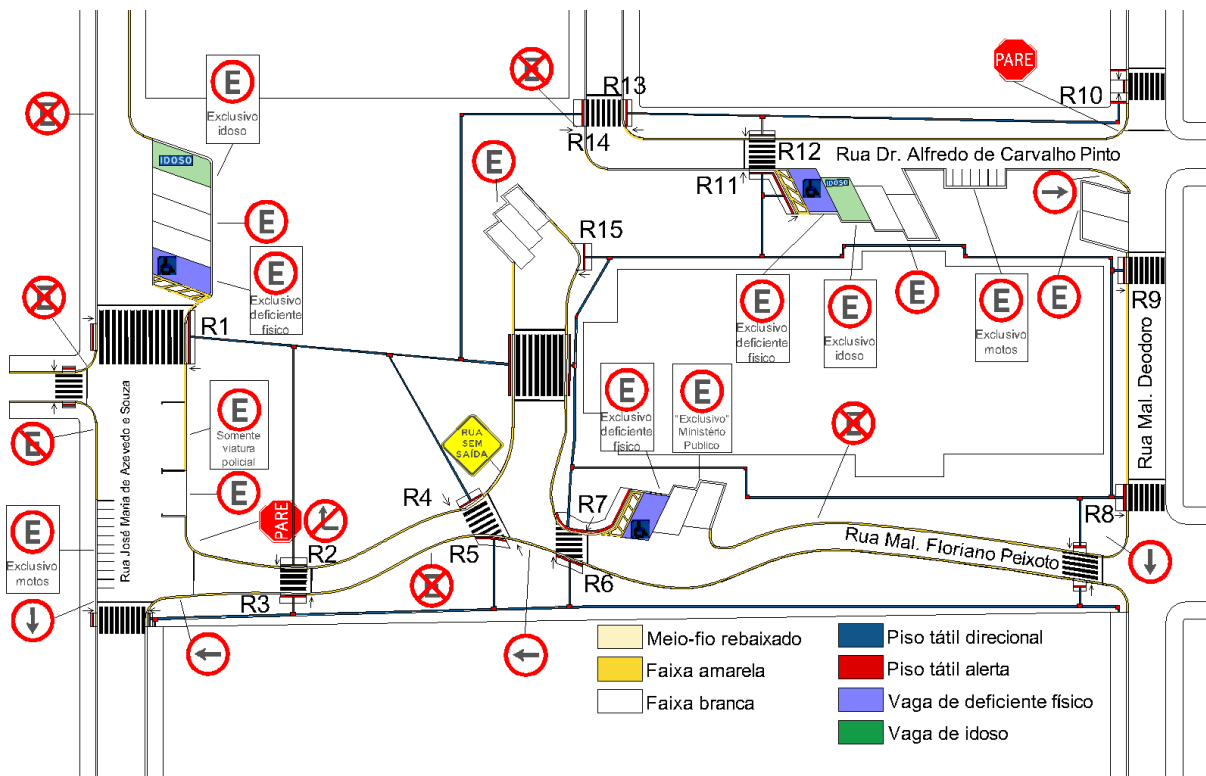 E
Exclusivo
idoso
E
R13
PARE
R10
E
R14
IDOSO
R12
Rua Dr. Alfredo de Carvalho Pinto
E
R11
IDOSO
E
R15
E
Exclusivo
deficiente
físico
E
R1
E
Exclusivo
deficiente
físico
E
Exclusivo
idoso
E
E
Exclusivo
motos
E
R9
Rua Mal. Deodoro
E
Exclusivo
deficiente
físico
E
"Exclusivo"
Ministério
Publico
E
E
E
Somente
viatura
policial
E
RUA
SEM
SAÍDA
Rua José Maria de Azevedo e Souza
E
Exclusivo
motos
PARE
R4
R7
R8
R2
R5
R6
Rua Mal. Floriano Peixoto
E
R3
Meio-fio rebaixado
Faixa amarela
Faixa branca
Piso tátil direcional
Piso tátil alerta
Vaga de deficiente físico
Vaga de idoso